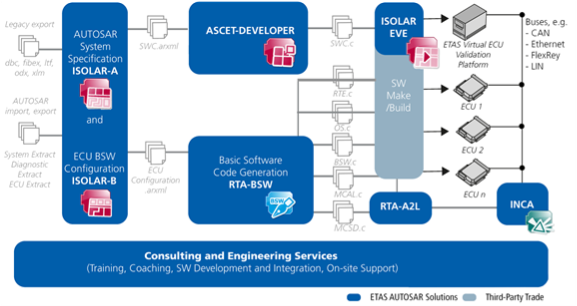 Legacy export
dbc, fibex, ltf,
odx, xlm
AUTOSAR
import, export
System Extract
Diagnostic
Extract
ECU Extract
AUTOSAR
System
Specification
ISOLAR-A
and
ECU BSW
Configuration
ISOLAR-B
SWC.arxml
ECU
Configuration
.arxml
ASCET-DEVELOPER
Basic Software
Code Generation
RTA-BSW
BSW
SWC.c
RTE.c
OS.c
BSW.c
MCAL.c
MCSD.c
ISOLAR
EVE
SW
Make
/Build
RTA-A2L
ETAS Virtual ECU
Validation
Platform
ECU 1
ECU 2
ECU n
Buses, e.g.
- CAN
- Ethernet
- FlexRey
- LIN
INCA
Consulting and Engineering Services
(Training, Coaching, SW Development and Integration, On-site Support)
ETAS AUTOSAR Solutions
Third-Party Trade